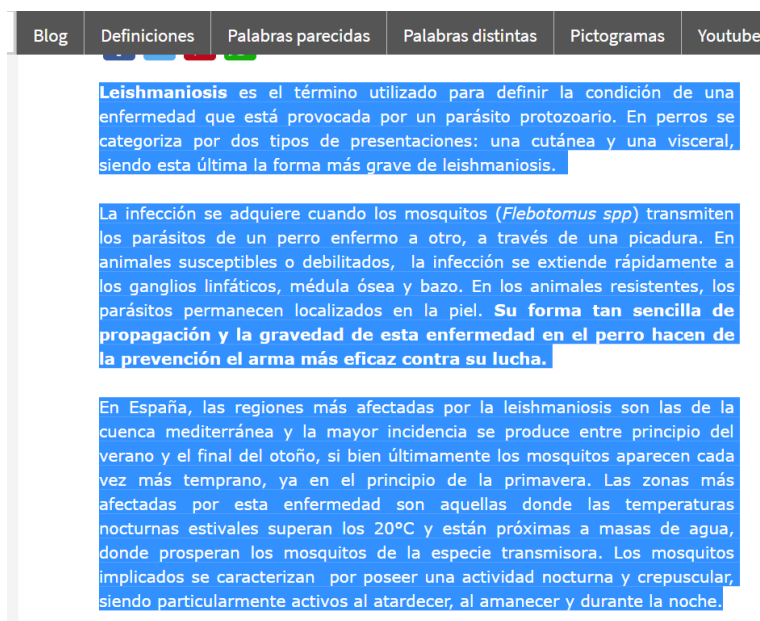 Blog Definiciones Palabras parecidas Palabras distintas Pictogramas Youtube
Leishmaniosis es el término utilizado para definir la condición de una
enfermedad que está provocada por un parásito protozoario. En perros se
categoriza por dos tipos de presentaciones: una cutánea y una visceral,
siendo esta última la forma más grave de leishmaniosis.
La infección se adquiere cuando los mosquitos (Flebotomus spp) transmiten
los parásitos de un perro enfermo a otro, a través de una picadura. En
animales susceptibles o debilitados, la infección se extiende rápidamente a
los ganglios linfáticos, médula ósea y bazo. En los animales resistentes, los
parásitos permanecen localizados en la piel. Su forma tan sencilla de
propagación y la gravedad de esta enfermedad en el perro hacen de
la prevención el arma más eficaz contra su lucha.
En España, las regiones más afectadas por la leishmaniosis son las de la
cuenca mediterránea y la mayor incidencia se produce entre principio del
verano y el final del otoño, si bien últimamente los mosquitos aparecen cada
vez más temprano, ya en el principio de la primavera. Las zonas más
afectadas por esta enfermedad son aquellas donde las temperaturas
nocturnas estivales superan los 20°C y están próximas a masas de agua,
donde prosperan los mosquitos de la especie transmisora. Los mosquitos
implicados se caracterizan por poseer una actividad nocturna y crepuscular,
siendo particularmente activos al atardecer, al amanecer y durante la noche.